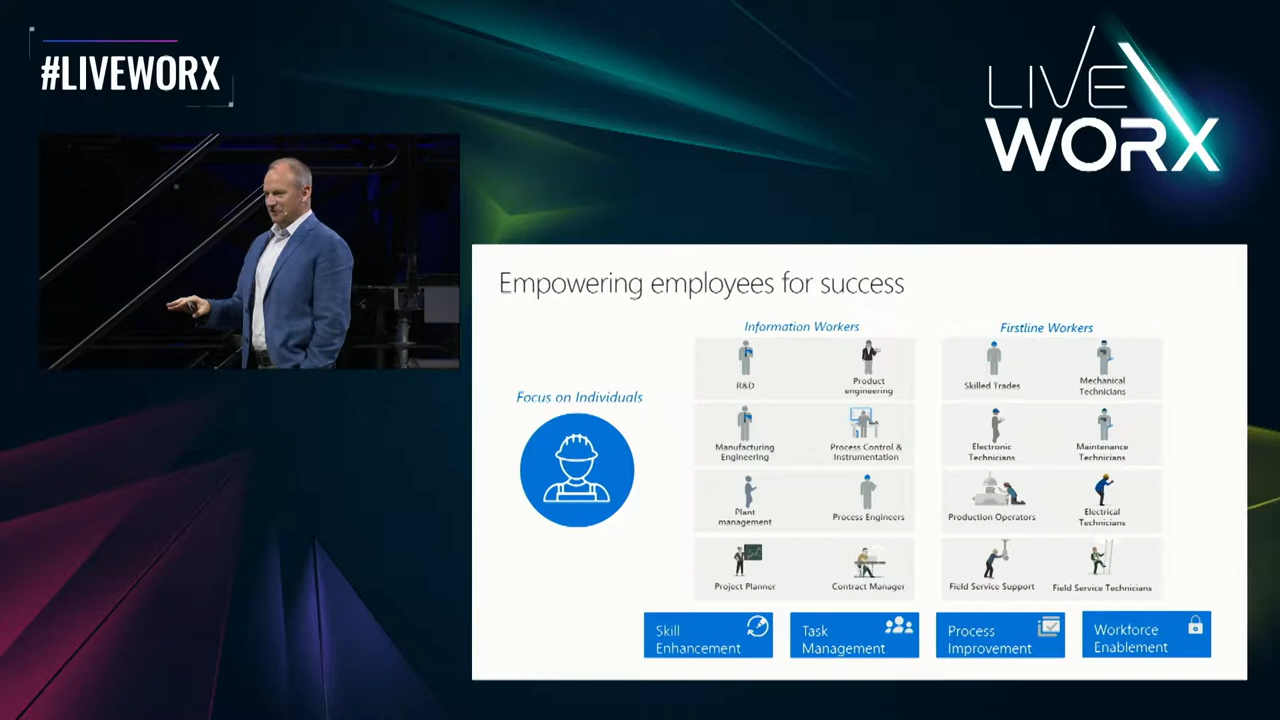 #LIVEWORX
LIVE
WORX
Empowering employees for success
Information Workers
Firstline Workers
Focus on Individuals
R&D
Product
engineering
Skilled Trades
Mechanical
Technicians
Manufacturing
Engineering
Process Control &
Instrumentation
Electronic
Technicians
Maintenance
Technicians
Plant
management
Process Engineers
Production Operators
Electrical
Technicians
Project Planner
Contract Manager
Field Service Support
Field Service Technicians
Skill
Enhancement
Task
Management
Process
Improvement
Workforce
Enablement